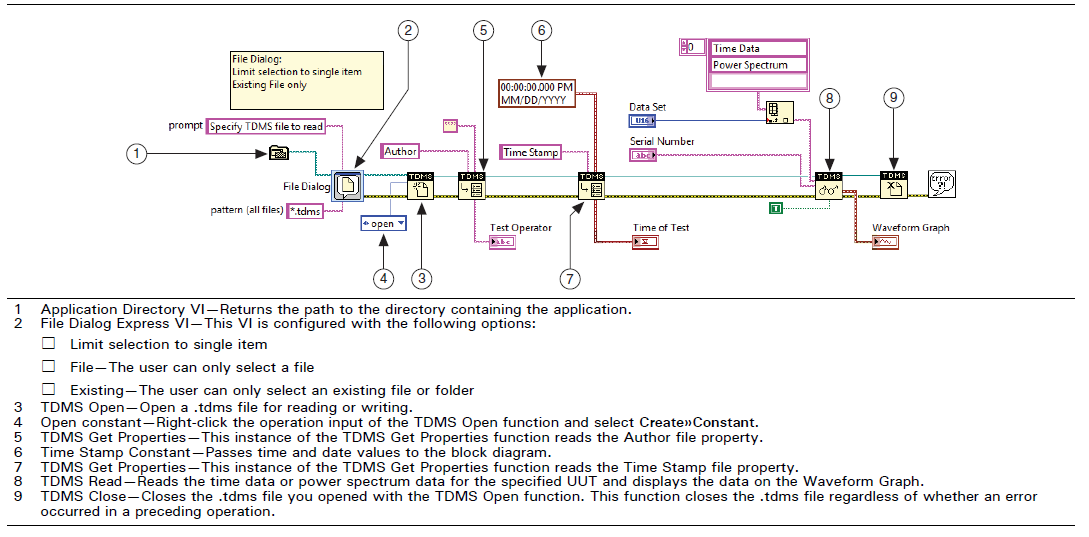 2
5
6
File Dialog:
Limit selection to single item
Existing File only
00:00:00.000 PM
MM/DD/YYYY
0
Time Data
Power Spectrum
8
9
Data Set
U16
prompt
Specify TDMS file to read
1
Author
Time Stamp
Serial Number
abc
TDMS
TDMS
TDMS
TDMS
TDMS
Error
?!
File Dialog
pattern (all files)
*.tdms
open
T
Test Operator
abc
Time of Test
Waveform Graph
4
3
7
1 Application Directory VI—Returns the path to the directory containing the application.
2 File Dialog Express VI—This VI is configured with the following options:
☐ Limit selection to single item
☐ File—The user can only select a file
☐ Existing—The user can only select an existing file or folder
3 TDMS Open—Open a .tdms file for reading or writing.
4 Open constant—Right-click the operation input of the TDMS Open function and select Create»Constant.
5 TDMS Get Properties—This instance of the TDMS Get Properties function reads the Author file property.
6 Time Stamp Constant—Passes time and date values to the block diagram.
7 TDMS Get Properties—This instance of the TDMS Get Properties function reads the Time Stamp file property.
8 TDMS Read—Reads the time data or power spectrum data for the specified UUT and displays the data on the Waveform Graph.
9 TDMS Close—Closes the .tdms file you opened with the TDMS Open function. This function closes the .tdms file regardless of whether an error
occurred in a preceding operation.